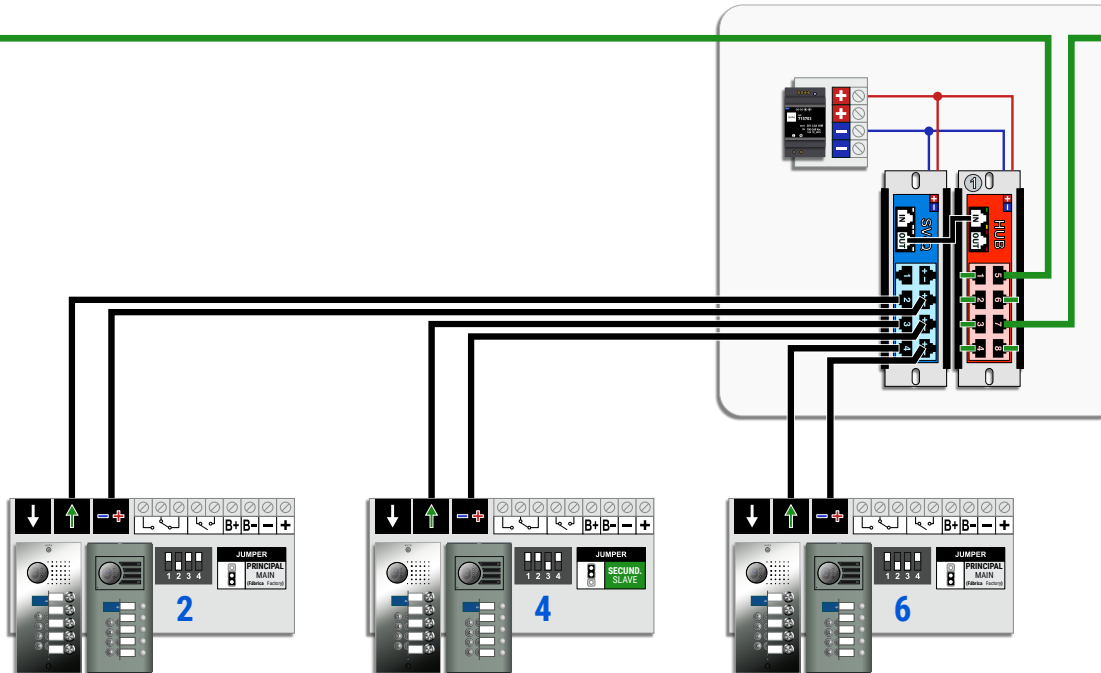 +
+
−
−
715702
1
+
−
+
−
IN
OUT
IN
OUT
HUB
1
2
3
4
1
2
3
4
5
6
7
8
− +
B+ B− − +
1 2 3 4
JUMPER
PRINCIPAL
MAIN
(Fábrica Factory)
2
− +
B+ B− − +
1 2 3 4
JUMPER
SECUND.
SLAVE
4
− +
B+ B− − +
1 2 3 4
JUMPER
PRINCIPAL
MAIN
(Fábrica Factory)
6